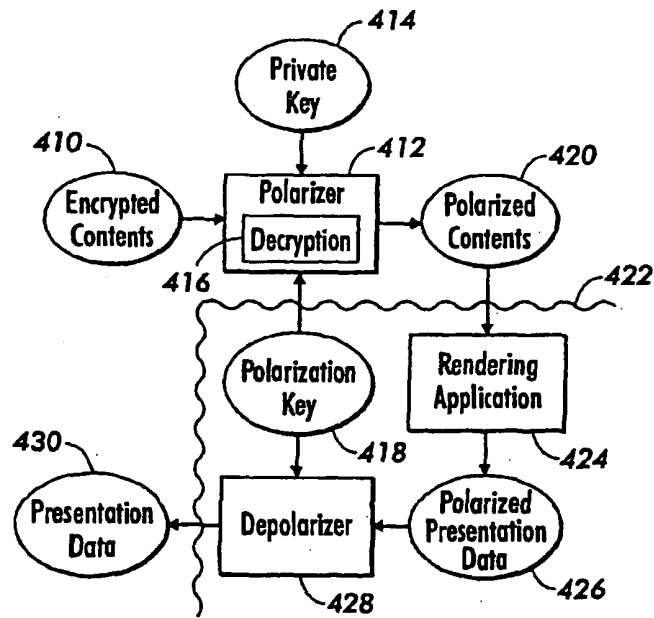 414
Private
Key
410
412
420
Encrypted
Contents
Polarizer
Decryption
416
Polarized
Contents
422
Polarization
Key
418
Rendering
Application
424
430
Presentation
Data
Depolarizer
428
Polarized
Presentation
Data
426